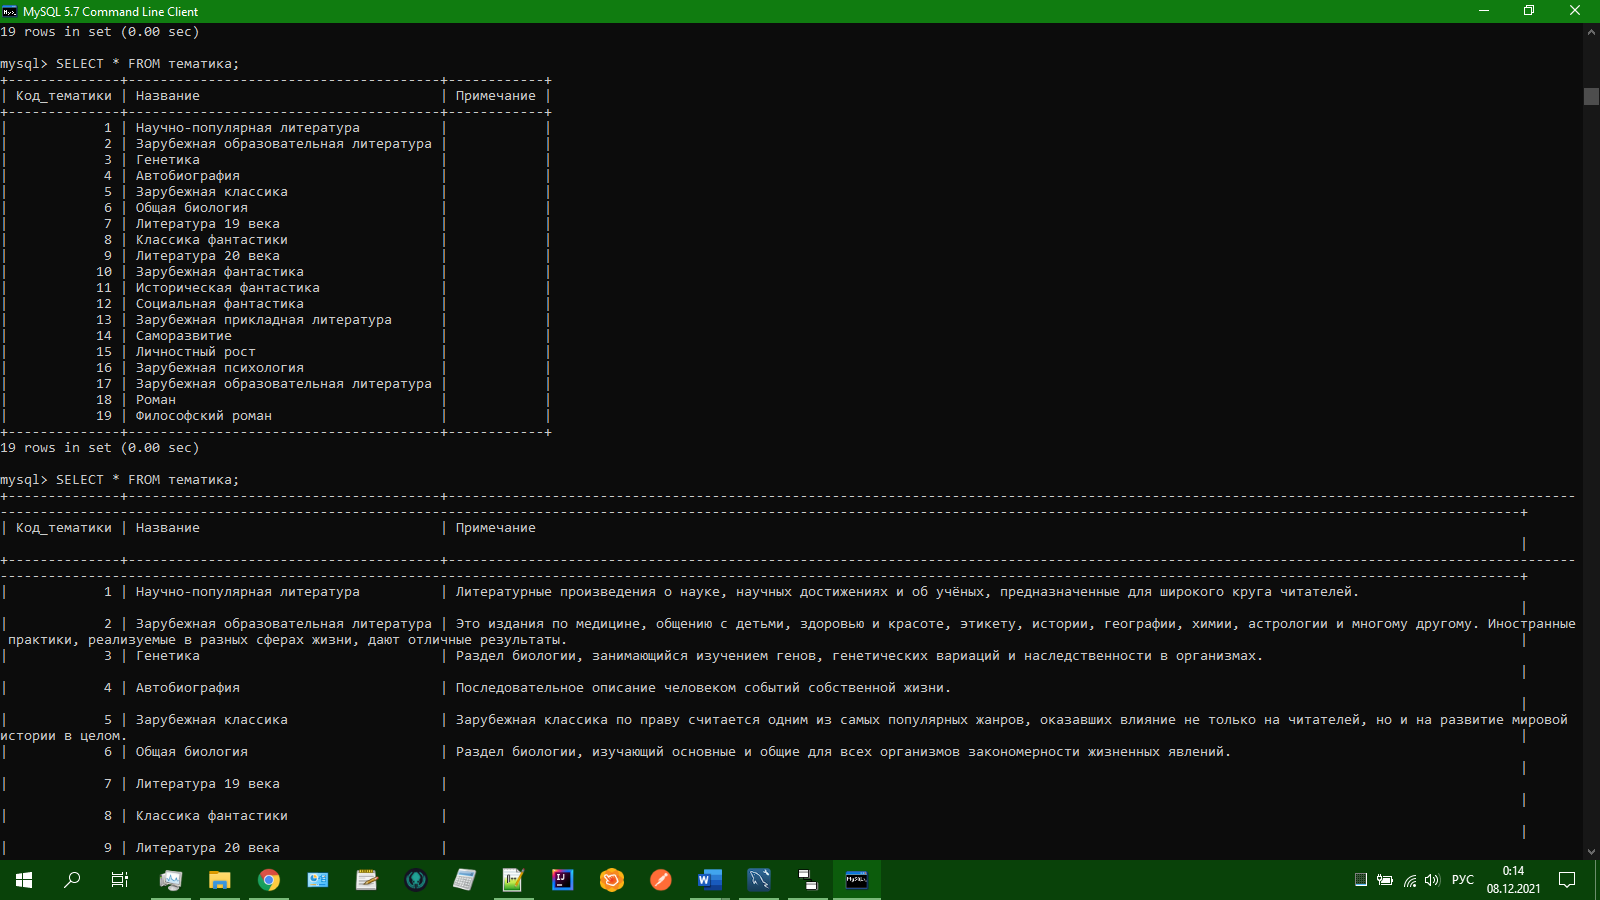 MySQL 5.7 Command Line Client
19 rows in set (0.00 sec)
mysql> SELECT * FROM тематика;
+--------------+---------------------------------------+------------+
| Код_тематики | Название | Примечание |
+--------------+---------------------------------------+------------+
| 1 | Научно-популярная литература | |
| 2 | Зарубежная образовательная литература | |
| 3 | Генетика | |
| 4 | Автобиография | |
| 5 | Зарубежная классика | |
| 6 | Общая биология | |
| 7 | Литература 19 века | |
| 8 | Классика фантастики | |
| 9 | Литература 20 века | |
| 10 | Зарубежная фантастика | |
| 11 | Историческая фантастика | |
| 12 | Социальная фантастика | |
| 13 | Зарубежная прикладная литература | |
| 14 | Саморазвитие | |
| 15 | Личностный рост | |
| 16 | Зарубежная психология | |
| 17 | Зарубежная образовательная литература | |
| 18 | Роман | |
| 19 | Философский роман | |
+--------------+---------------------------------------+------------+
19 rows in set (0.00 sec)
mysql> SELECT * FROM тематика;
| Код_тематики | Название | Примечание
|
| 1 | Научно-популярная литература | Литературные произведения о науке, научных достижениях и об учёных, предназначенные для широкого круга читателей.
|
| 2 | Зарубежная образовательная литература | Это издания по медицине, общению с детьми, здоровью и красоте, этикету, истории, географии, химии, астрологии и многому другому. Иностранные
практики, реализуемые в разных сферах жизни, дают отличные результаты. |
| 3 | Генетика | Раздел биологии, занимающийся изучением генов, генетических вариаций и наследственности в организмах.
|
| 4 | Автобиография | Последовательное описание человеком событий собственной жизни.
|
| 5 | Зарубежная классика | Зарубежная классика по праву считается одним из самых популярных жанров, оказавших влияние не только на читателей, но и на развитие мировой
истории в целом. |
| 6 | Общая биология | Раздел биологии, изучающий основные и общие для всех организмов закономерности жизненных явлений.
|
| 7 | Литература 19 века |
|
| 8 | Классика фантастики |
|
| 9 | Литература 20 века |
РУС
0:14
08.12.2021